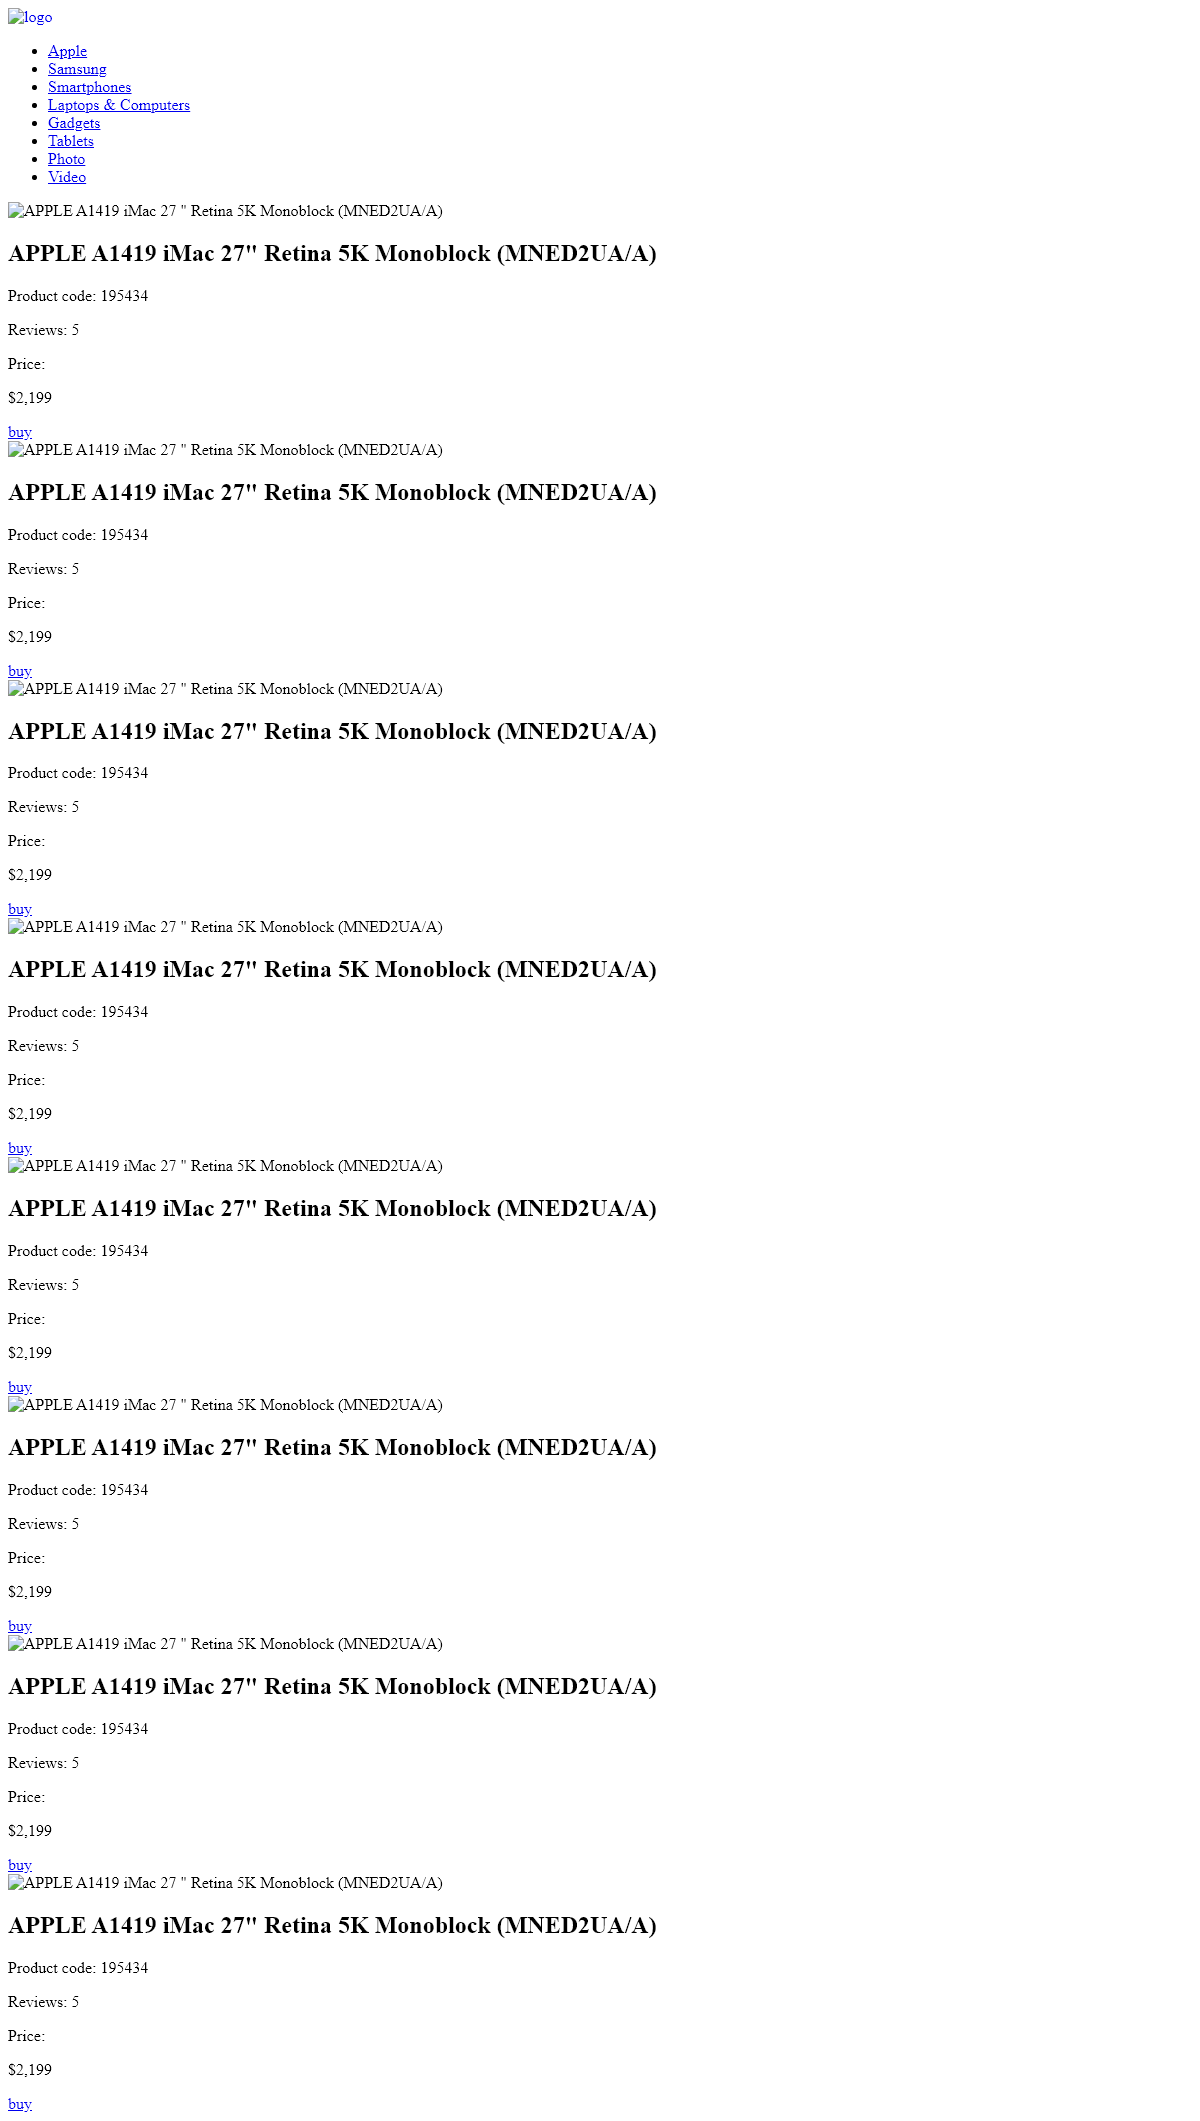 logo
Apple
Samsung
Smartphones
Laptops & Computers
Gadgets
Tablets
Photo
Video
APPLE A1419 iMac 27 " Retina 5K Monoblock (MNED2UA/A)
APPLE A1419 iMac 27" Retina 5K Monoblock (MNED2UA/A)
Product code: 195434
Reviews: 5
Price:
$2,199
buy
APPLE A1419 iMac 27 " Retina 5K Monoblock (MNED2UA/A)
APPLE A1419 iMac 27" Retina 5K Monoblock (MNED2UA/A)
Product code: 195434
Reviews: 5
Price:
$2,199
buy
APPLE A1419 iMac 27 " Retina 5K Monoblock (MNED2UA/A)
APPLE A1419 iMac 27" Retina 5K Monoblock (MNED2UA/A)
Product code: 195434
Reviews: 5
Price:
$2,199
buy
APPLE A1419 iMac 27 " Retina 5K Monoblock (MNED2UA/A)
APPLE A1419 iMac 27" Retina 5K Monoblock (MNED2UA/A)
Product code: 195434
Reviews: 5
Price:
$2,199
buy
APPLE A1419 iMac 27 " Retina 5K Monoblock (MNED2UA/A)
APPLE A1419 iMac 27" Retina 5K Monoblock (MNED2UA/A)
Product code: 195434
Reviews: 5
Price:
$2,199
buy
APPLE A1419 iMac 27 " Retina 5K Monoblock (MNED2UA/A)
APPLE A1419 iMac 27" Retina 5K Monoblock (MNED2UA/A)
Product code: 195434
Reviews: 5
Price:
$2,199
buy
APPLE A1419 iMac 27 " Retina 5K Monoblock (MNED2UA/A)
APPLE A1419 iMac 27" Retina 5K Monoblock (MNED2UA/A)
Product code: 195434
Reviews: 5
Price:
$2,199
buy
APPLE A1419 iMac 27 " Retina 5K Monoblock (MNED2UA/A)
APPLE A1419 iMac 27" Retina 5K Monoblock (MNED2UA/A)
Product code: 195434
Reviews: 5
Price:
$2,199
buy